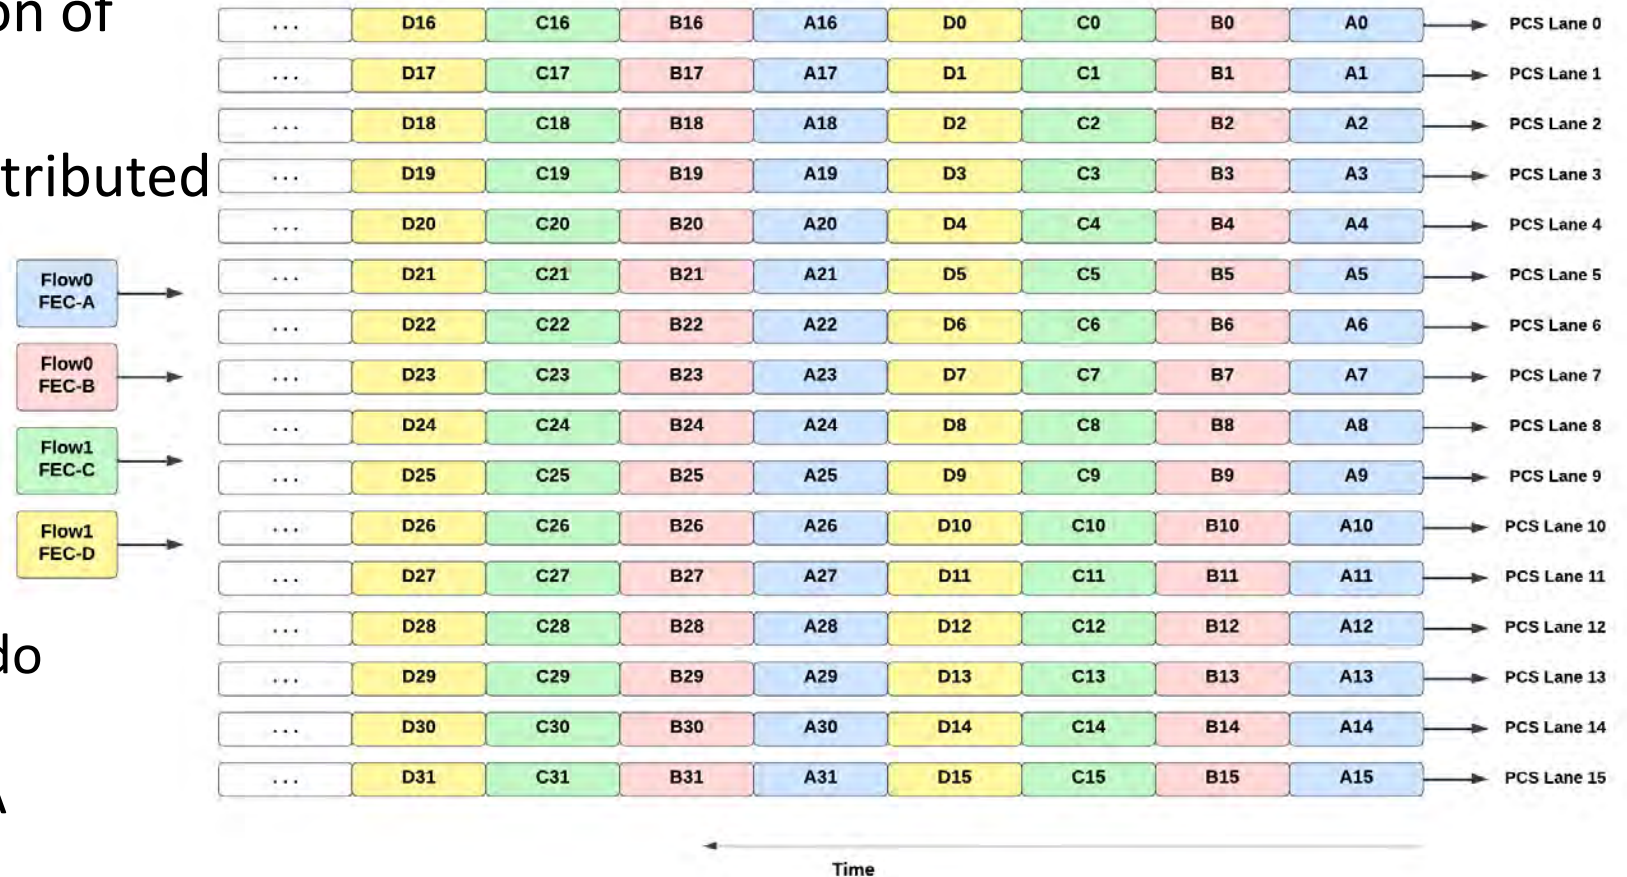 on of
tributed
do
A
Flow0
FEC-A
Flow0
FEC-B
Flow1
FEC-C
Flow1
FEC-D
... D16 C16 B16 A16 D0 C0 B0 A0 PCS Lane 0
... D17 C17 B17 A17 D1 C1 B1 A1 PCS Lane 1
... D18 C18 B18 A18 D2 C2 B2 A2 PCS Lane 2
... D19 C19 B19 A19 D3 C3 B3 A3 PCS Lane 3
... D20 C20 B20 A20 D4 C4 B4 A4 PCS Lane 4
... D21 C21 B21 A21 D5 C5 B5 A5 PCS Lane 5
... D22 C22 B22 A22 D6 C6 B6 A6 PCS Lane 6
... D23 C23 B23 A23 D7 C7 B7 A7 PCS Lane 7
... D24 C24 B24 A24 D8 C8 B8 A8 PCS Lane 8
... D25 C25 B25 A25 D9 C9 B9 A9 PCS Lane 9
... D26 C26 B26 A26 D10 C10 B10 A10 PCS Lane 10
... D27 C27 B27 A27 D11 C11 B11 A11 PCS Lane 11
... D28 C28 B28 A28 D12 C12 B12 A12 PCS Lane 12
... D29 C29 B29 A29 D13 C13 B13 A13 PCS Lane 13
... D30 C30 B30 A30 D14 C14 B14 A14 PCS Lane 14
... D31 C31 B31 A31 D15 C15 B15 A15 PCS Lane 15
Time